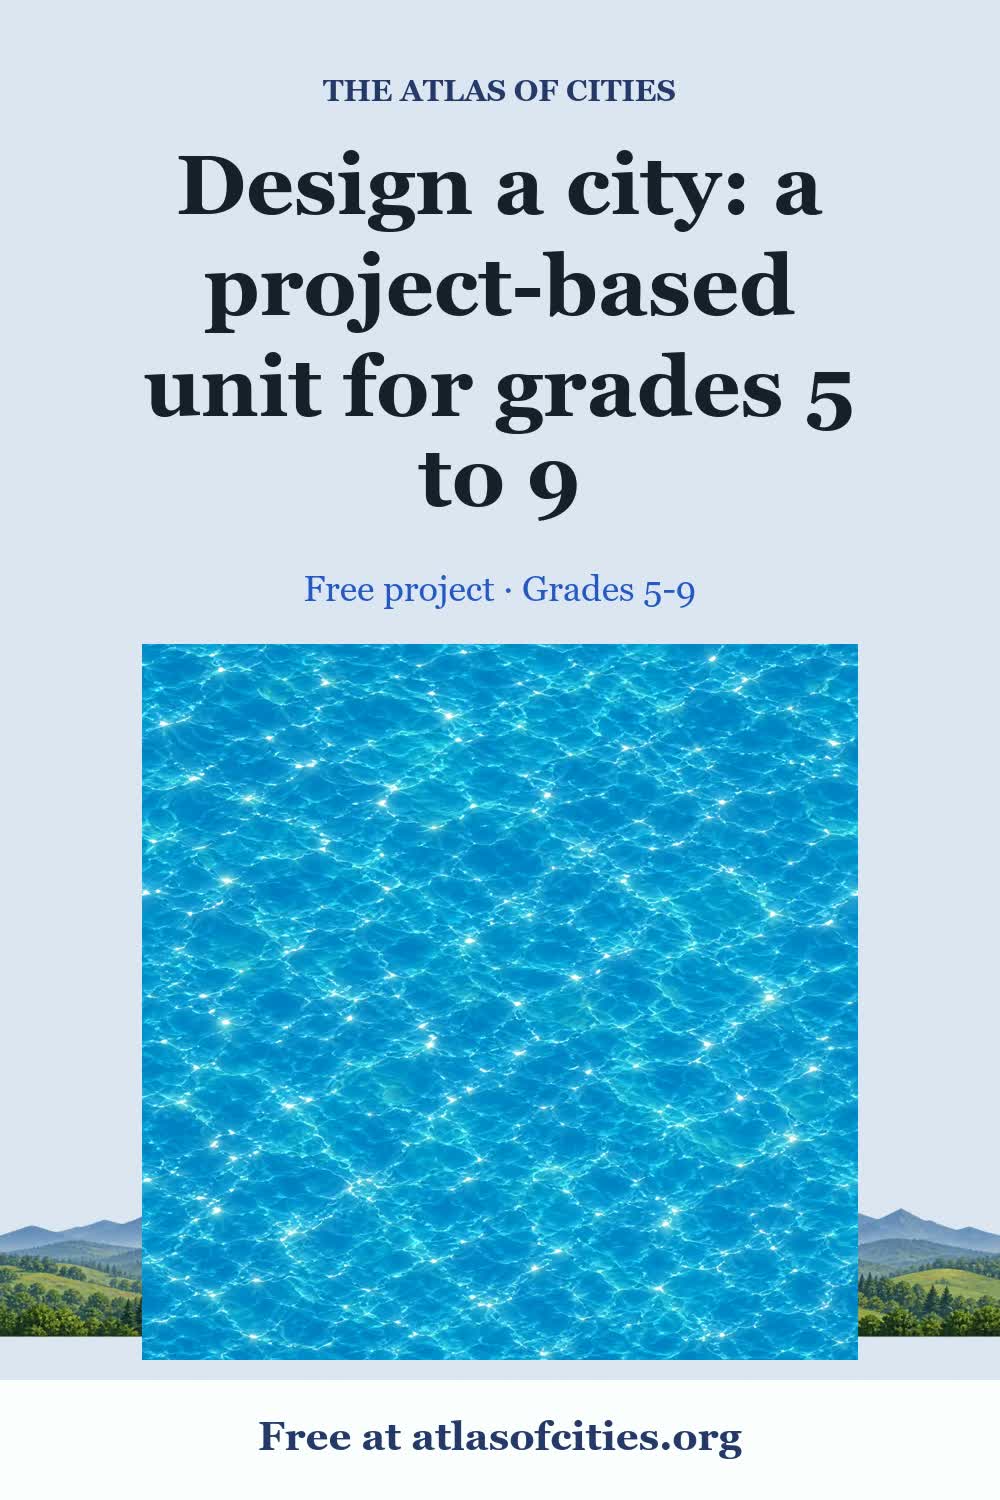 THE ATLAS OF CITIES
Design a city: a
project-based
unit for grades 5
to 9
Free project · Grades 5-9
Free at atlasofcities.org